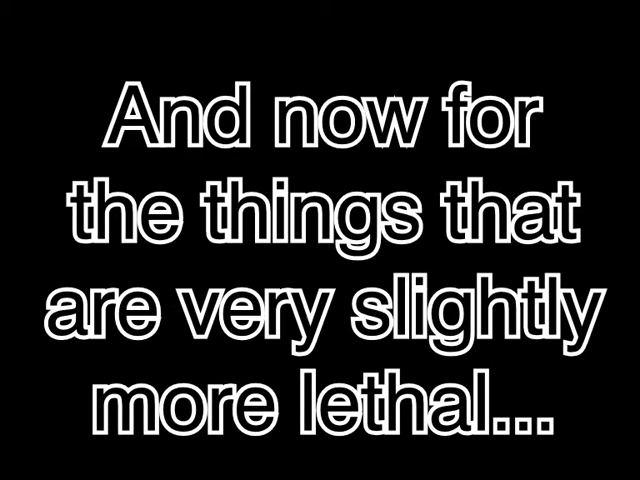 And now for
the things that
are very slightly
more lethal...